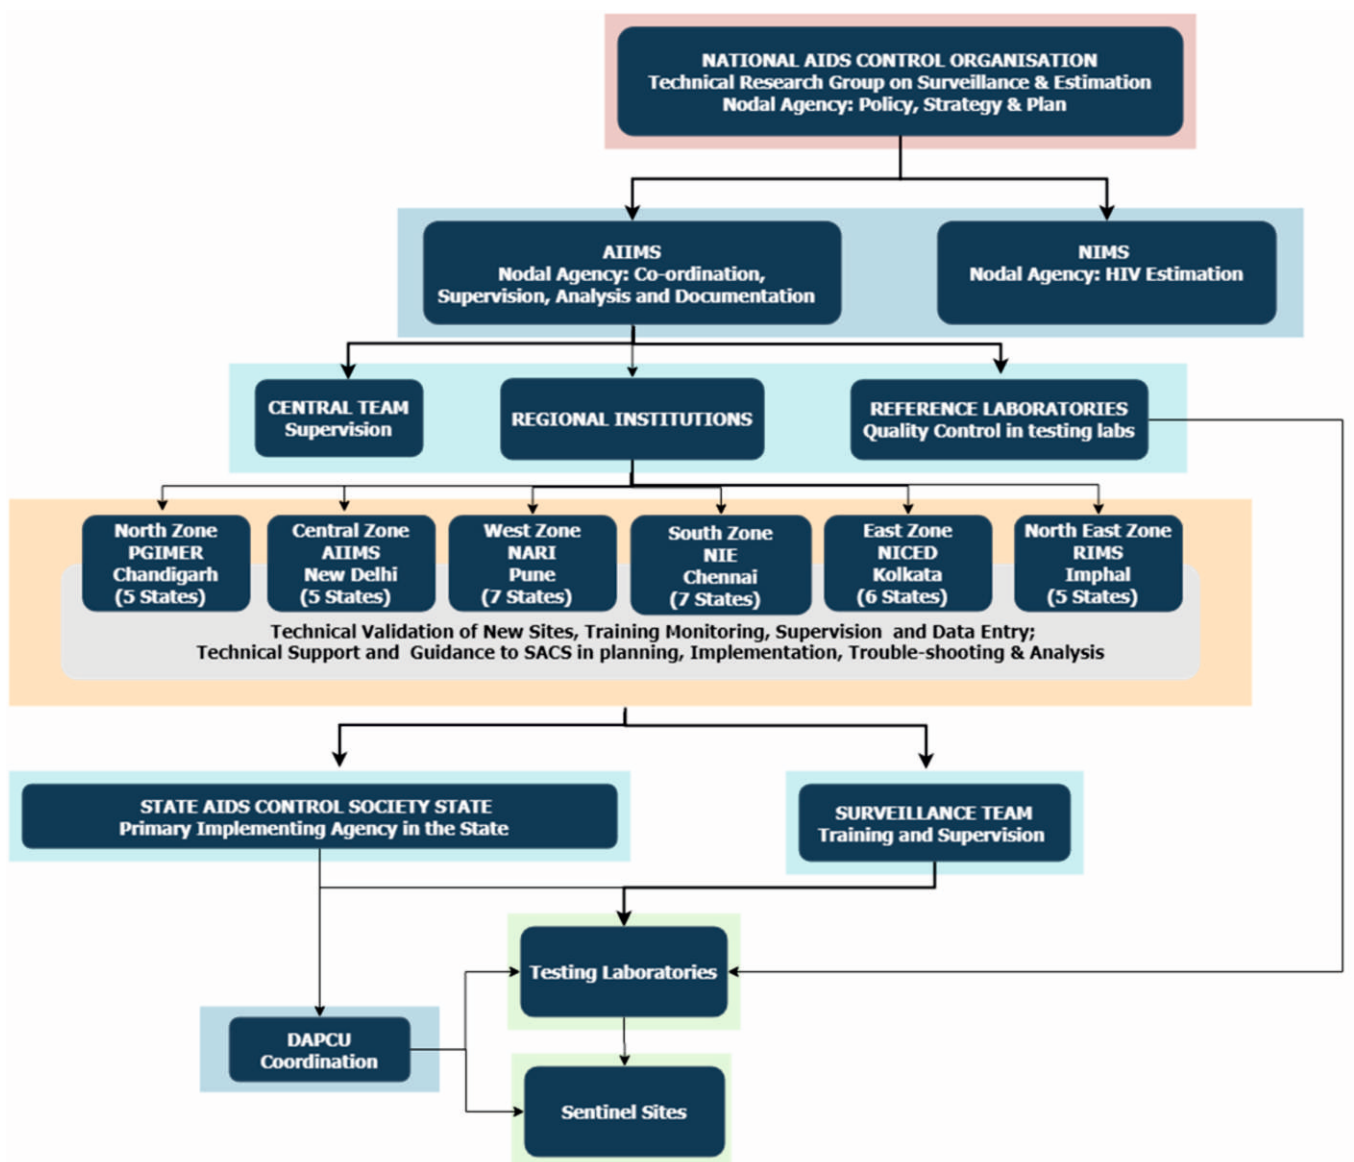 NATIONAL AIDS CONTROL ORGANISATION
Technical Research Group on Surveillance & Estimation
Nodal Agency: Policy, Strategy & Plan
AIIMS
Nodal Agency: Co-ordination,
Supervision, Analysis and Documentation
NIMS
Nodal Agency: HIV Estimation
CENTRAL TEAM
Supervision
REGIONAL INSTITUTIONS
REFERENCE LABORATORIES
Quality Control in testing labs
North Zone
PGIMER
Chandigarh
(5 States)
Central Zone
AIIMS
New Delhi
(5 States)
West Zone
NARI
Pune
(7 States)
South Zone
NIE
Chennai
(7 States)
East Zone
NICED
Kolkata
(6 States)
North East Zone
RIMS
Imphal
(5 States)
Technical Validation of New Sites, Training Monitoring, Supervision and Data Entry;
Technical Support and Guidance to SACS in planning, Implementation, Trouble-shooting & Analysis
STATE AIDS CONTROL SOCIETY STATE
Primary Implementing Agency in the State
SURVEILLANCE TEAM
Training and Supervision
Testing Laboratories
DAPCU
Coordination
Sentinel Sites